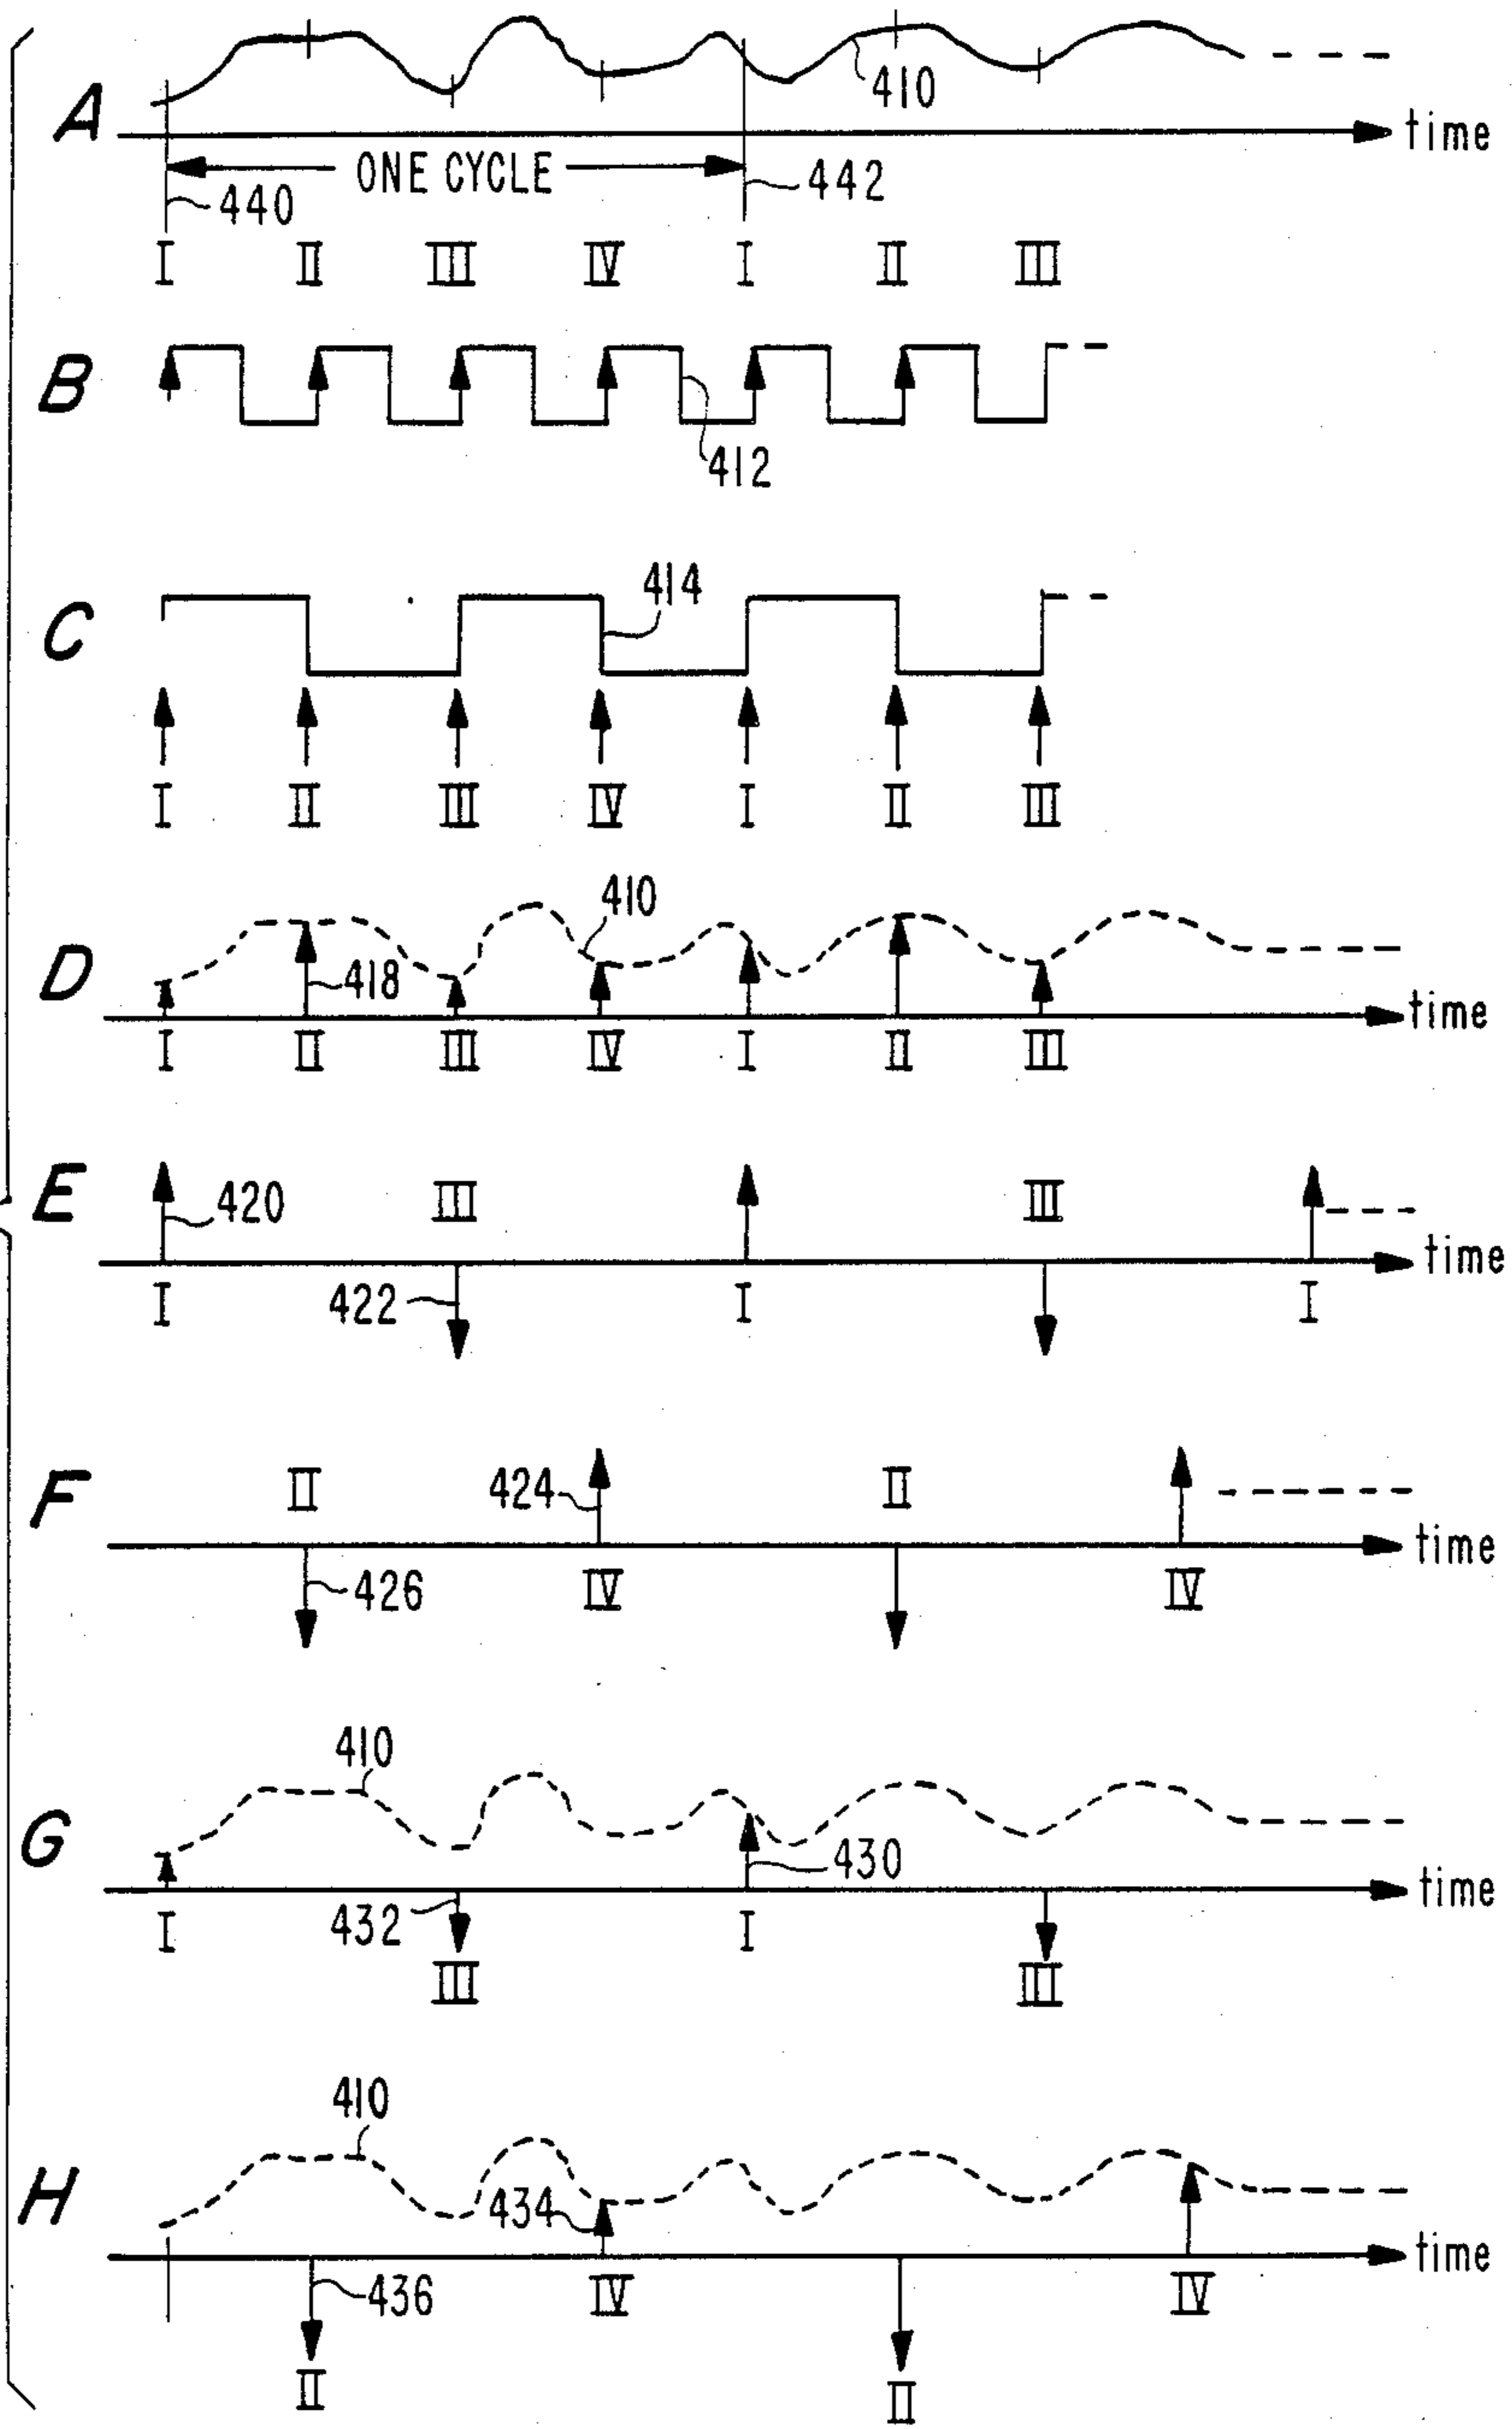 410
A
time
ONE CYCLE
440
442
I II III IV I II III
B
412
C
414
I II III IV I II III
D
410
418
time
I II III IV I II III
E
420
III
III
time
I
422
I
I
F
II
424
II
time
426
IV
IV
G
410
430
time
I
432
I
III
III
H
410
434
time
436
IV
IV
II
II